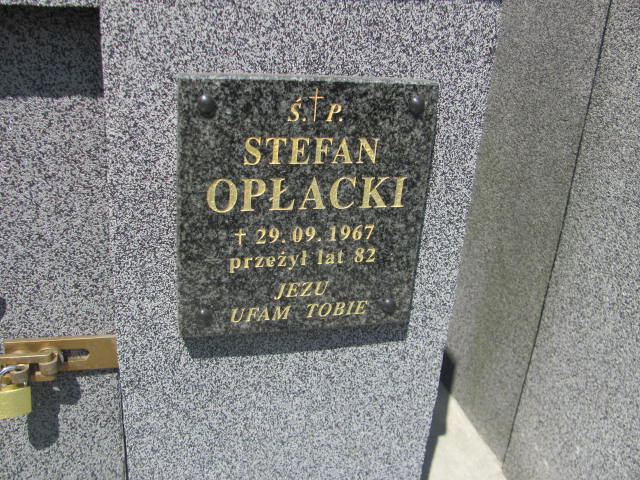 Ś.†P.
STEFAN
OPŁACKI
† 29.09.1967
przeżył lat 82
JEZU
UFAM TOBIE